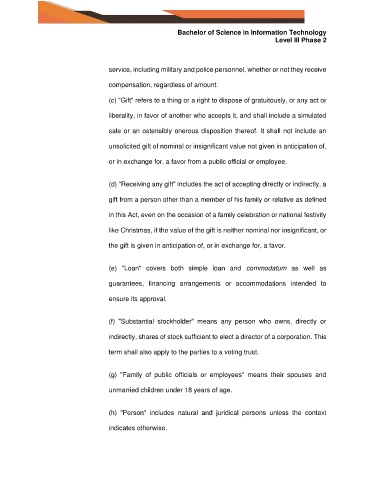 Bachelor of Science in Information Technology
Level III Phase 2
service, including military and police personnel, whether or not they receive
compensation, regardless of amount.
(c) "Gift" refers to a thing or a right to dispose of gratuitously, or any act or
liberality, in favor of another who accepts it, and shall include a simulated
sale or an ostensibly onerous disposition thereof. It shall not include an
unsolicited gift of nominal or insignificant value not given in anticipation of,
or in exchange for, a favor from a public official or employee.
(d) "Receiving any gift" includes the act of accepting directly or indirectly, a
gift from a person other than a member of his family or relative as defined
in this Act, even on the occasion of a family celebration or national festivity
like Christmas, if the value of the gift is neither nominal nor insignificant, or
the gift is given in anticipation of, or in exchange for, a favor.
(e) "Loan" covers both simple loan and commodatum as well as
guarantees, financing arrangements or accommodations intended to
ensure its approval.
(f) "Substantial stockholder" means any person who owns, directly or
indirectly, shares of stock sufficient to elect a director of a corporation. This
term shall also apply to the parties to a voting trust.
(g) "Family of public officials or employees" means their spouses and
unmarried children under 18 years of age.
(h) "Person" includes natural and juridical persons unless the context
indicates otherwise.